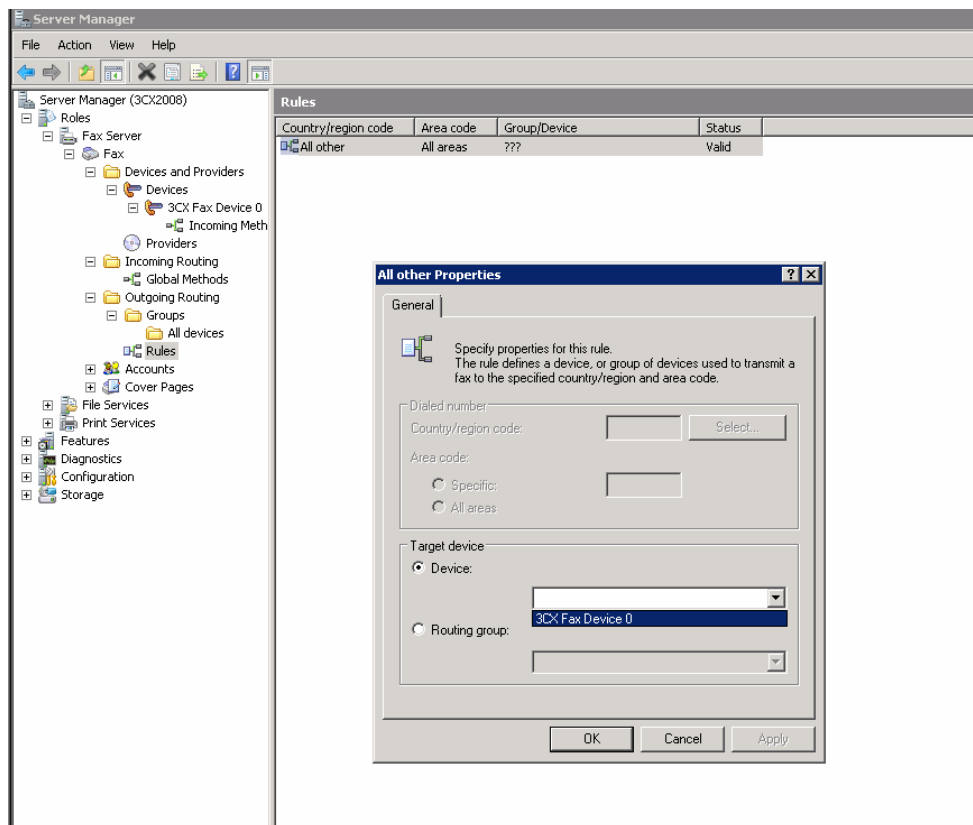 Server Manager
File Action View Help
Server Manager (3CX2008)
Roles
Fax Server
Fax
Devices and Providers
Devices
3CX Fax Device 0
Incoming Meth
Providers
Incoming Routing
Global Methods
Outgoing Routing
Groups
All devices
Rules
Accounts
Cover Pages
File Services
Print Services
Features
Diagnostics
Configuration
Storage
Rules
Country/region code Area code Group/Device Status
All other All areas ??? Valid
All other Properties
General
Specify properties for this rule.
The rule defines a device, or group of devices used to transmit a
fax to the specified country/region and area code.
Dialed number
Country/region code:
Select...
Area code:
Specific:
All areas
Target device
Device:
3CX Fax Device 0
Routing group:
OK Cancel Apply